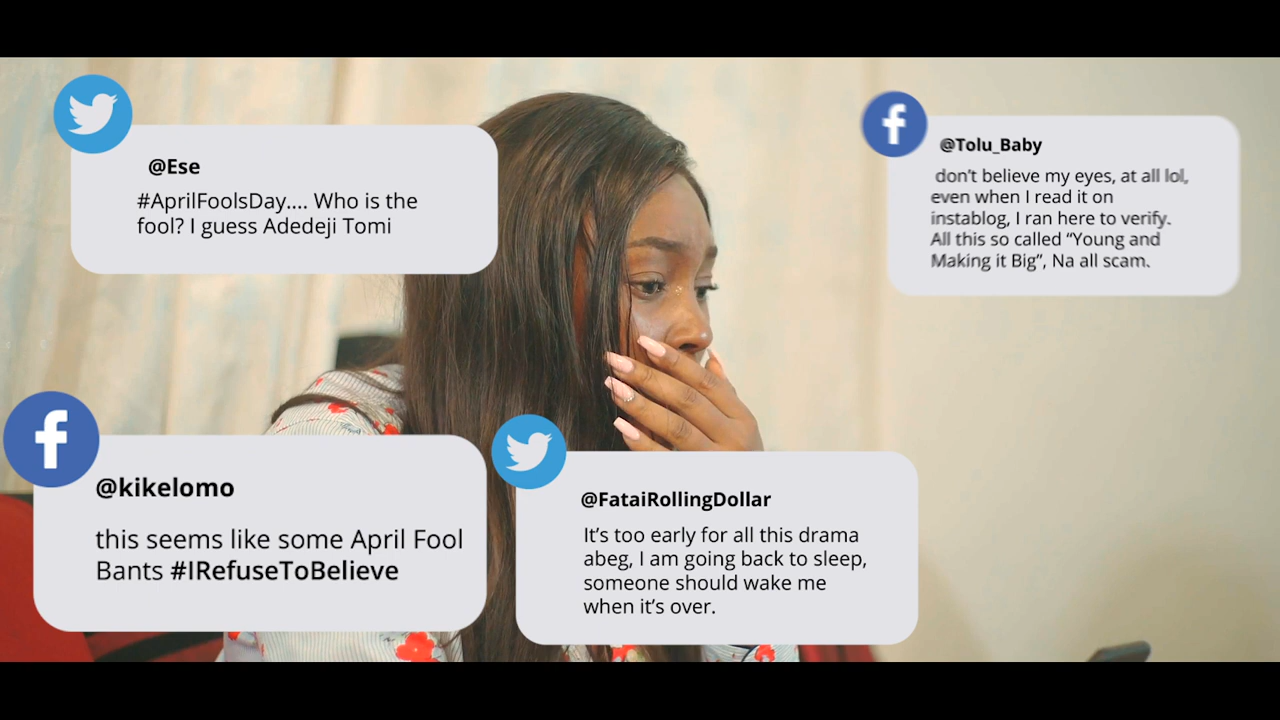 @Ese
#AprilFoolsDay.... Who is the
fool? I guess Adedeji Tomi
@Tolu_Baby
don't believe my eyes, at all lol,
even when I read it on
instablog, I ran here to verify.
All this so called “Young and
Making it Big”, Na all scam.
@kikelomo
this seems like some April Fool
Bants #IRefuseToBelieve
@FataiRollingDollar
It's too early for all this drama
abeg, I am going back to sleep,
someone should wake me
when it's over.